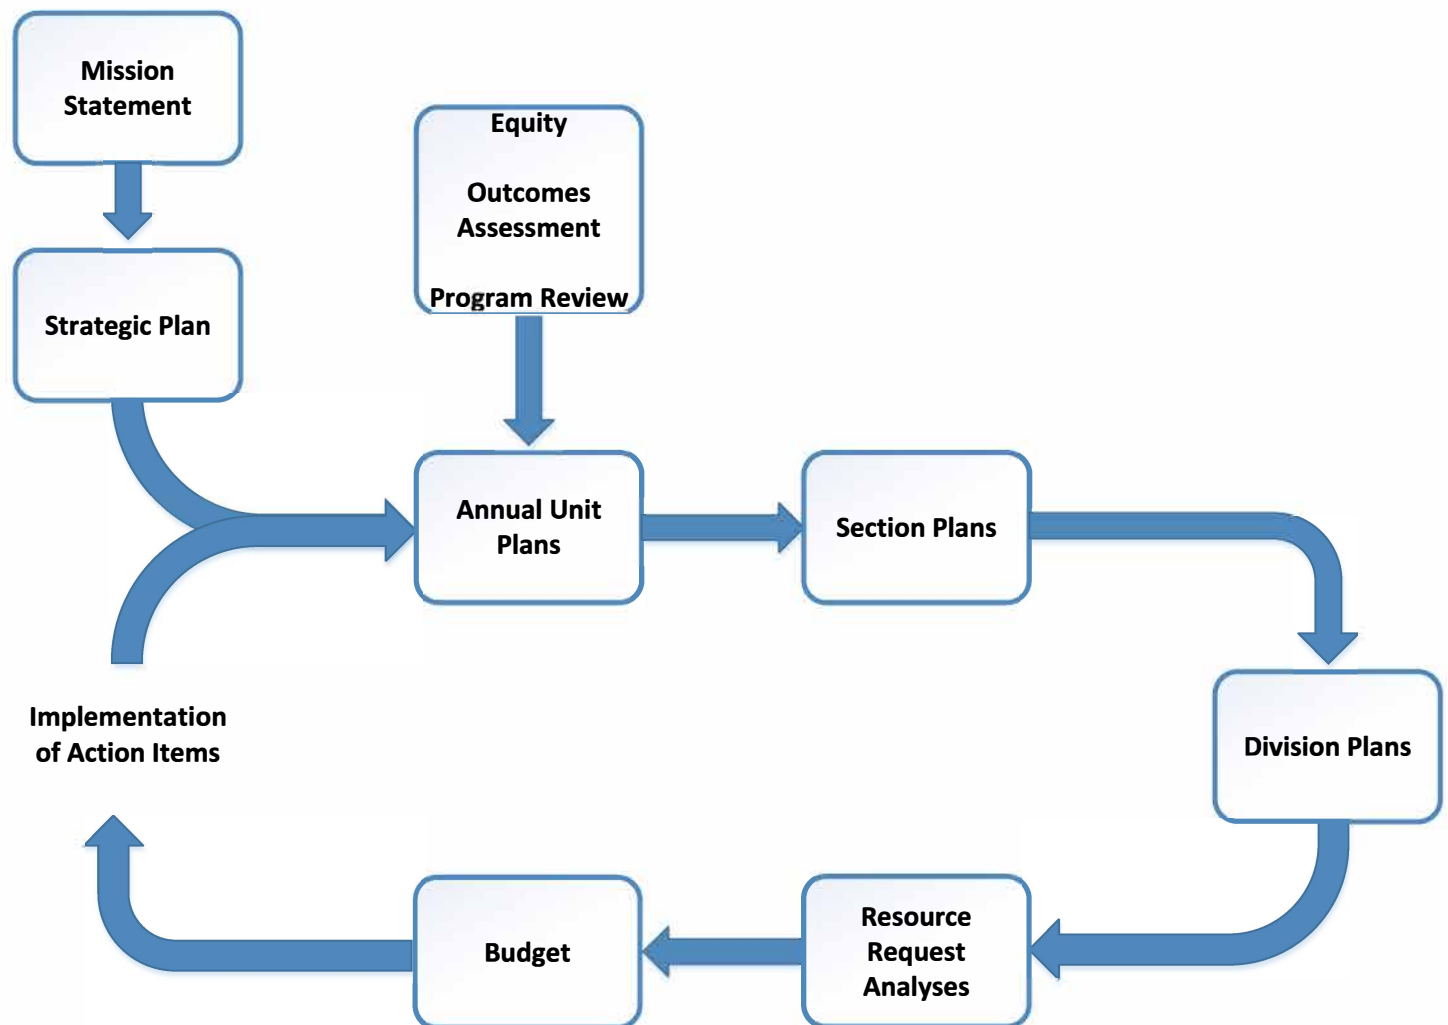 Mission
Statement
Equity
Outcomes
Assessment
Program Review
Strategic Plan
Annual Unit
Plans
Section Plans
Division Plans
Resource
Request
Analyses
Budget
Implementation
of Action Items